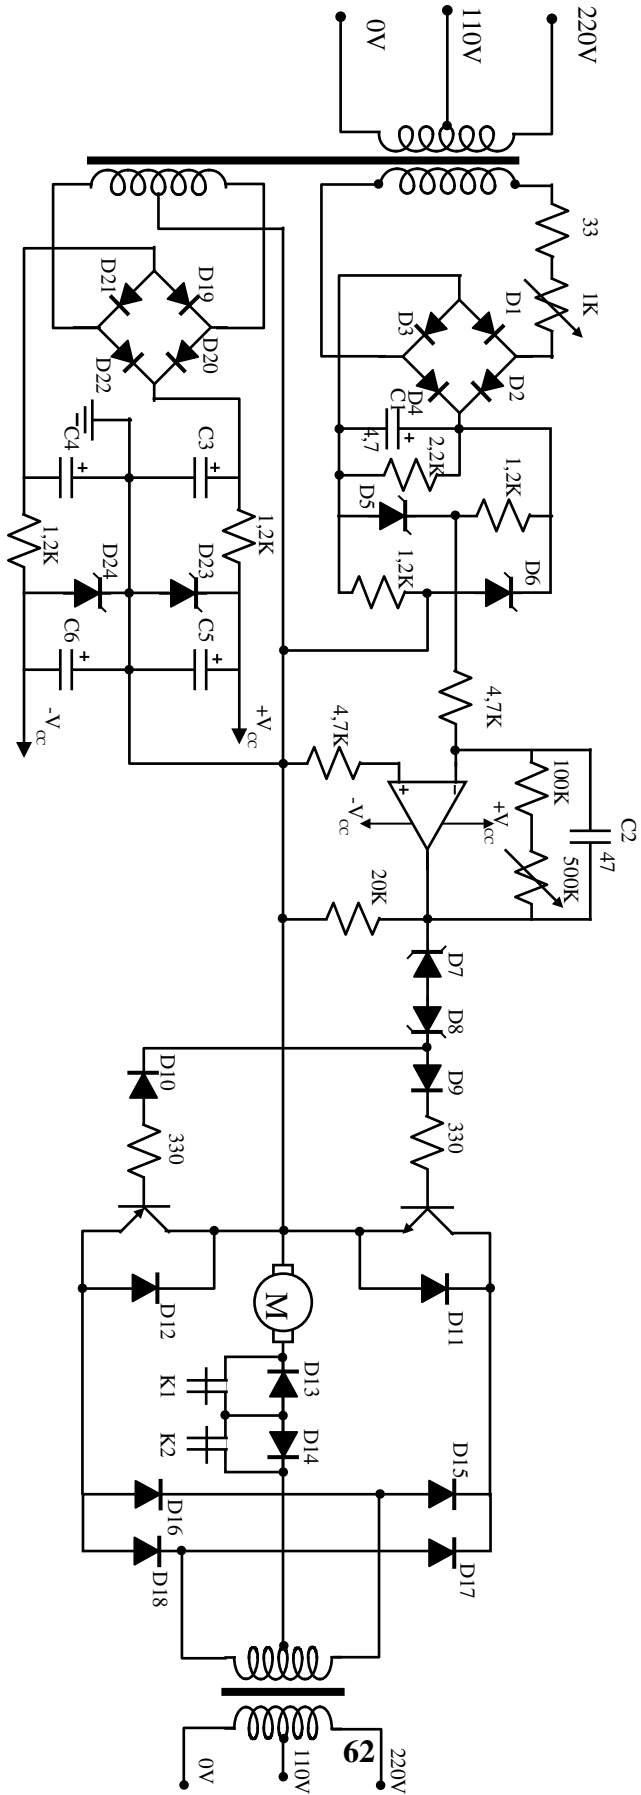 0V
110V
220V
33
1K
D1
D2
D3
D4
C1
4,7
2,2K
D5
1,2K
1,2K
D6
D21
D19
D22
D20
C4
C3
1,2K
1,2K
D24
D23
C6
C5
-VCC
+VCC
4,7K
4,7K
+
-
-VCC
+VCC
100K
500K
C2
47
20K
D7
D8
D9
D10
330
330
D12
D11
M
K1
K2
D13
D14
D15
D16
D17
D18
0V
110V
220V
62